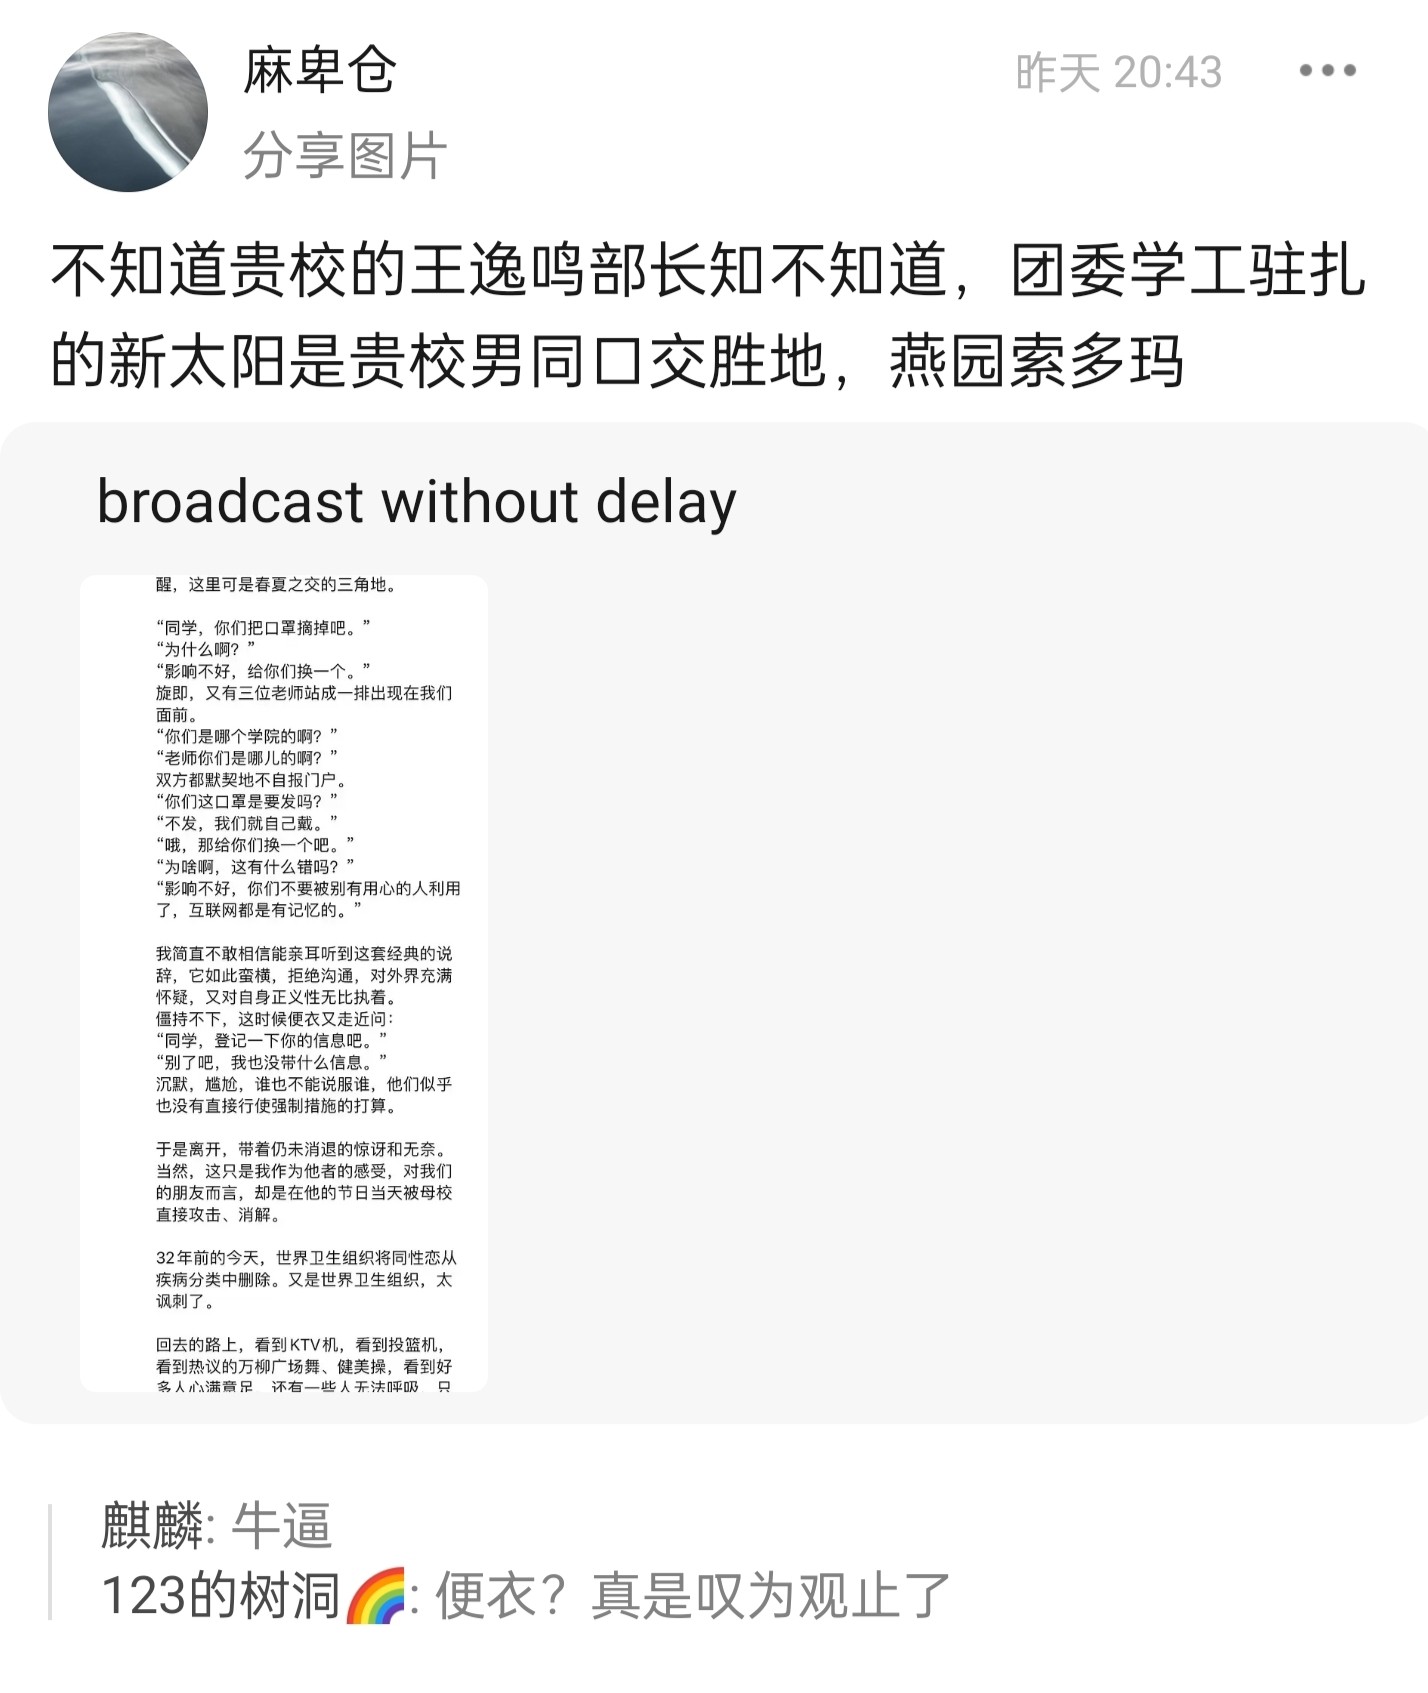 麻卑仓
昨天 20:43
分享图片
不知道贵校的王逸鸣部长知不知道，团委学工驻扎
的新太阳是贵校男同口交胜地，燕园索多玛
broadcast without delay
醒，这里可是春夏之交的三角地。
“同学，你们把口罩摘掉吧。”
“为什么啊？”
“影响不好，给你们换一个。”
旋即，又有三位老师站成一排出现在我们
面前。
“你们是哪个学院的啊？”
“老师你们是哪儿的啊？”
双方都默契地不自报门户。
“你们这口罩是要发吗？”
“不发，我们就自己戴。”
“哦，那给你们换一个吧。”
“为啥啊，这有什么错吗？”
“影响不好，你们不要被别有用心的人利用
了，互联网都是有记忆的。”
我简直不敢相信能亲耳听到这套经典的说
辞，它如此蛮横，拒绝沟通，对外界充满
怀疑，又对自身正义性无比执着。
僵持不下，这时候便衣又走近问：
“同学，登记一下你的信息吧。”
“别了吧，我也没带什么信息。”
沉默，尴尬，谁也不能说服谁，他们似乎
也没有直接行使强制措施的打算。
于是离开，带着仍未消退的惊讶和无奈。
当然，这只是我作为他者的感受，对我们
的朋友而言，却是在他的节日当天被母校
直接攻击、消解。
32年前的今天，世界卫生组织将同性恋从
疾病分类中删除。又是世界卫生组织，太
讽刺了。
回去的路上，看到KTV机，看到投篮机，
看到热议的万柳广场舞、健美操，看到好
多人心满意足，还有一些人无法呼吸，只
麒麟: 牛逼
123的树洞🌈: 便衣？真是叹为观止了